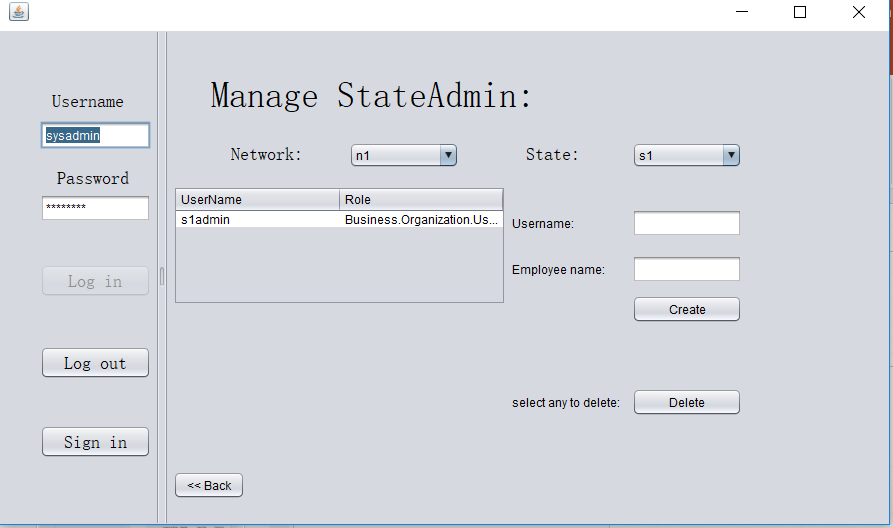 Manage StateAdmin:
Username
sysadmin
Password
********
Log in
Log out
Sign in
Network: n1 State: s1
UserName Role
s1admin Business.Organization.Us...
Username:
Employee name:
Create
select any to delete: Delete
<< Back